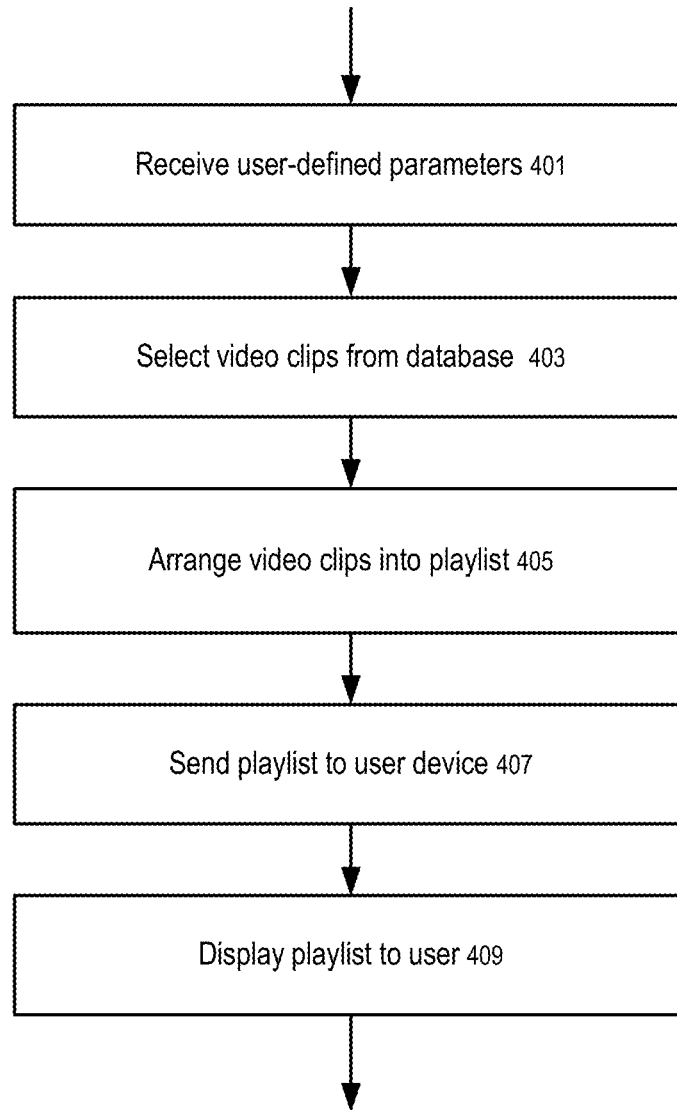 Receive user-defined parameters 401
Select video clips from database 403
Arrange video clips into playlist 405
Send playlist to user device 407
Display playlist to user 409